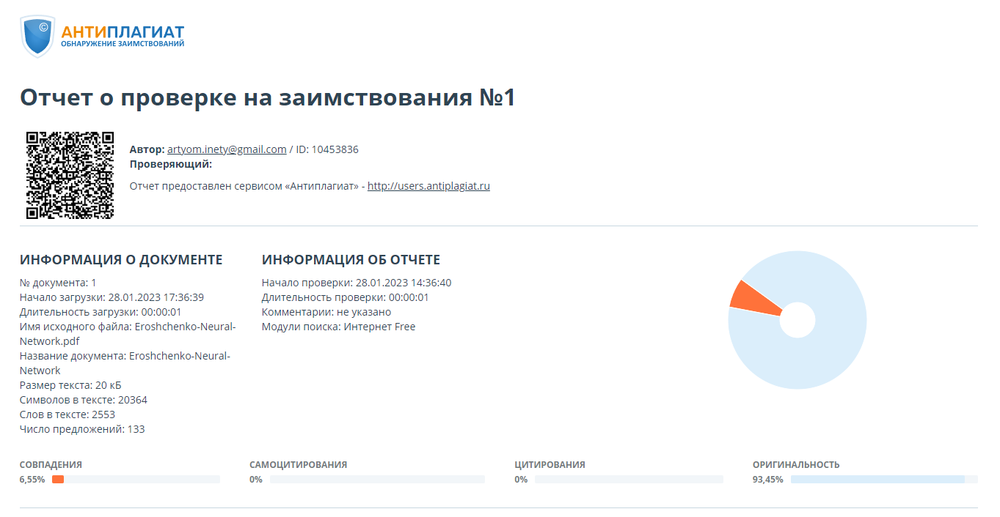 ©
АНТИПЛАГИАТ
ОБНАРУЖЕНИЕ ЗАИМСТВОВАНИЙ
Отчет о проверке на заимствования №1
Автор: artyom.inety@gmail.com / ID: 10453836
Проверяющий:
Отчет предоставлен сервисом «Антиплагиат» - http://users.antiplagiat.ru
ИНФОРМАЦИЯ О ДОКУМЕНТЕ
№ документа: 1
Начало загрузки: 28.01.2023 17:36:39
Длительность загрузки: 00:00:01
Имя исходного файла: Eroshchenko-Neural-
Network.pdf
Название документа: Eroshchenko-Neural-
Network
Размер текста: 20 кБ
Символов в тексте: 20364
Слов в тексте: 2553
Число предложений: 133
ИНФОРМАЦИЯ ОБ ОТЧЕТЕ
Начало проверки: 28.01.2023 14:36:40
Длительность проверки: 00:00:01
Комментарии: не указано
Модули поиска: Интернет Free
СОВПАДЕНИЯ
6,55%
САМОЦИТИРОВАНИЯ
0%
ЦИТИРОВАНИЯ
0%
ОРИГИНАЛЬНОСТЬ
93,45%